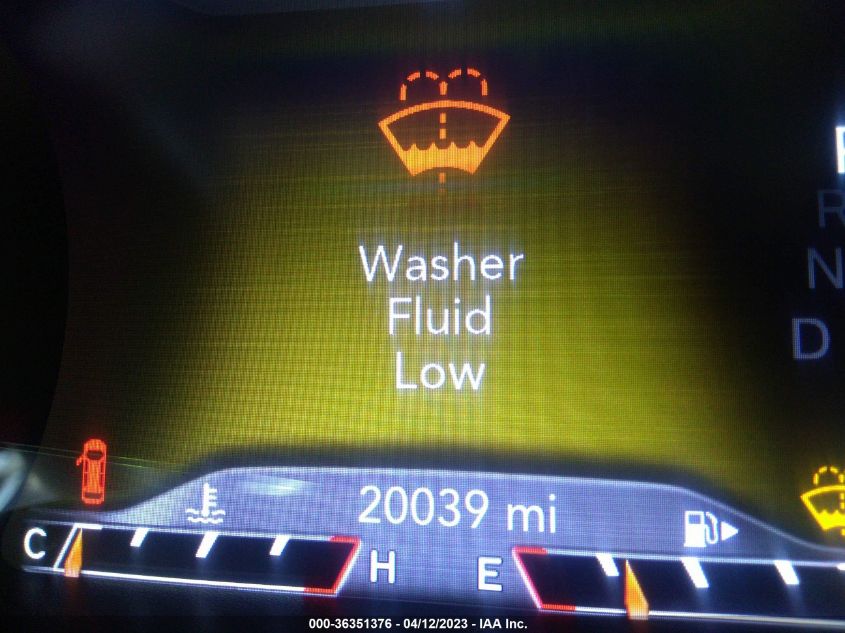 Washer
Fluid
Low
P
R
N
D
20039 mi
C
H
E
000-36351376 - 04/12/2023 - IAA Inc.